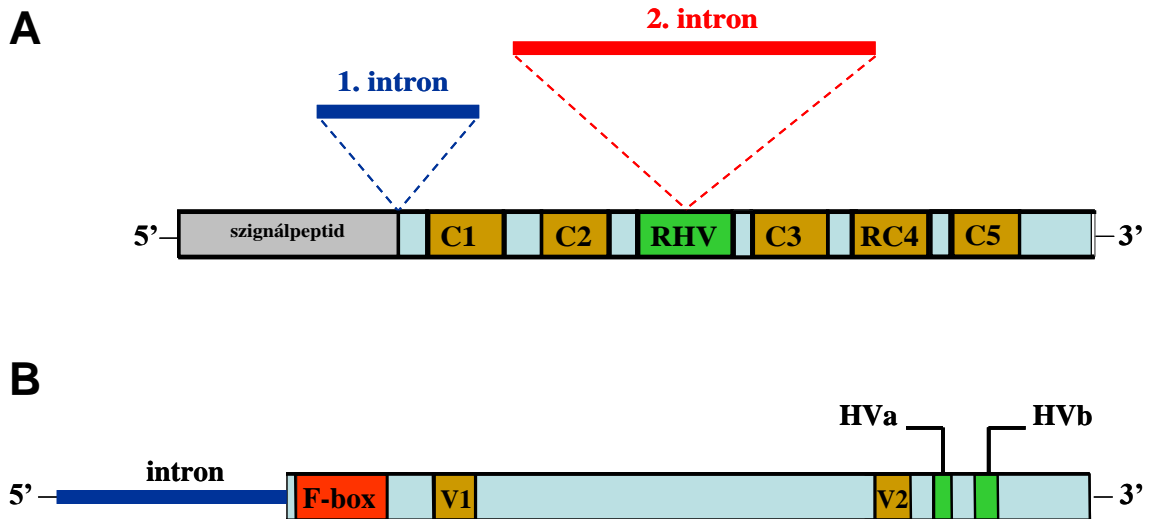 A
2. intron
1. intron
5’ szignálpeptid C1 C2 RHV C3 RC4 C5 3’
B
HVa HVb
intron
5’ F-box V1 V2 3’